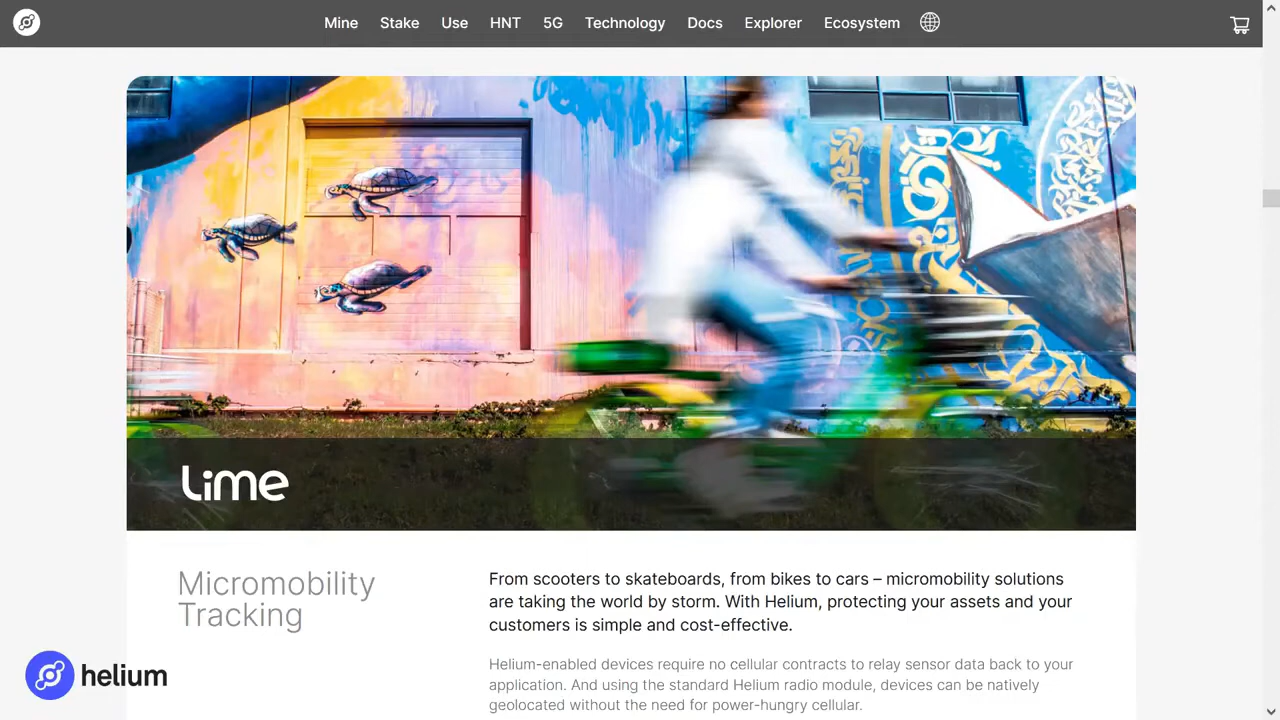 Mine Stake Use HNT 5G Technology Docs Explorer Ecosystem
Lime
Micromobility
Tracking
From scooters to skateboards, from bikes to cars – micromobility solutions
are taking the world by storm. With Helium, protecting your assets and your
customers is simple and cost-effective.
Helium-enabled devices require no cellular contracts to relay sensor data back to your
application. And using the standard Helium radio module, devices can be natively
geolocated without the need for power-hungry cellular.
helium